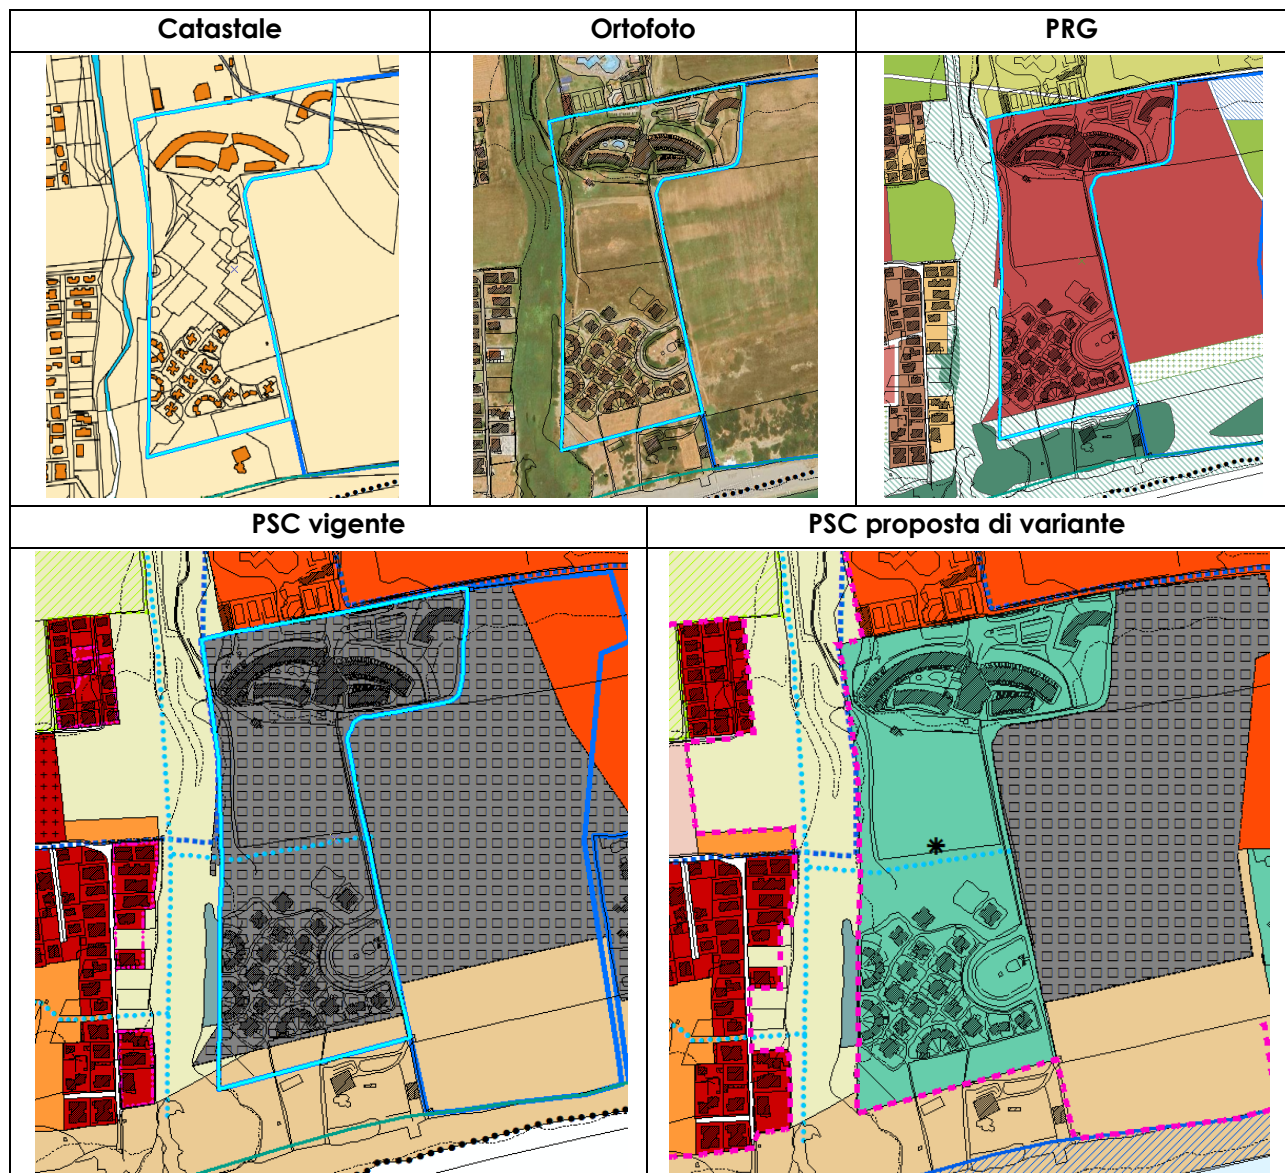 Catastale
Ortofoto
PRG
PSC vigente
PSC proposta di variante